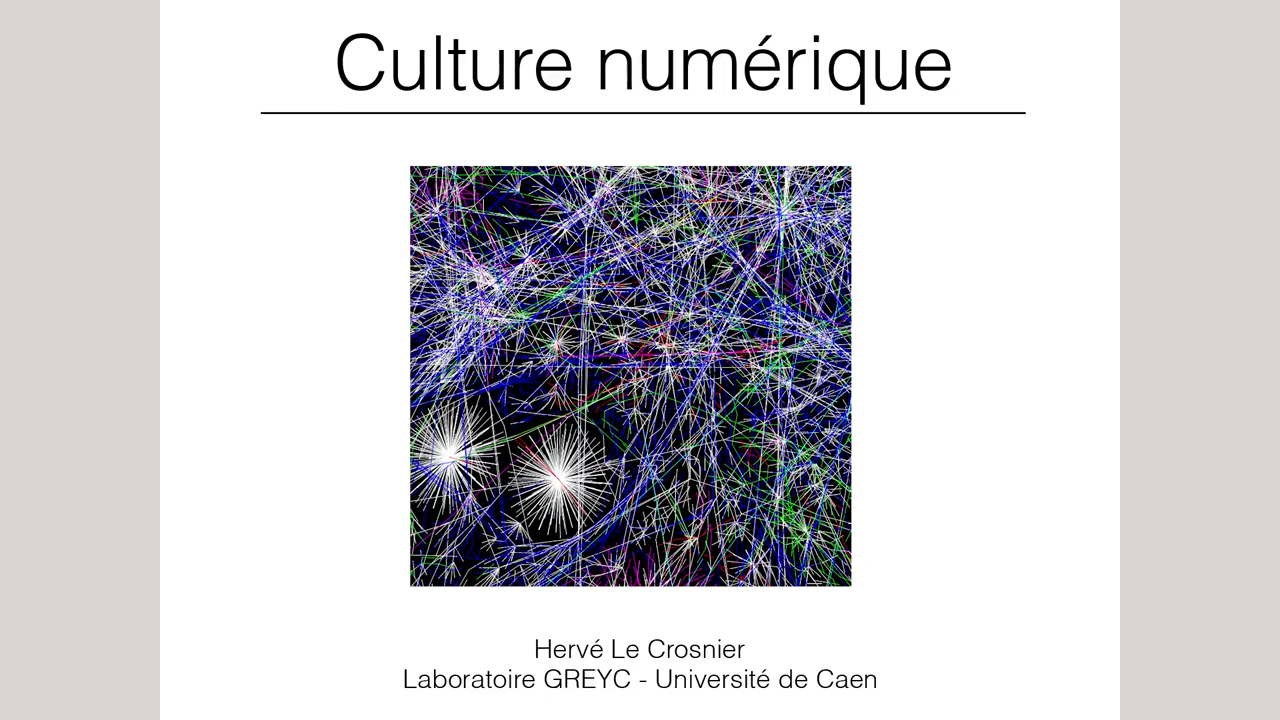 Culture numérique
Hervé Le Crosnier
Laboratoire GREYC - Université de Caen